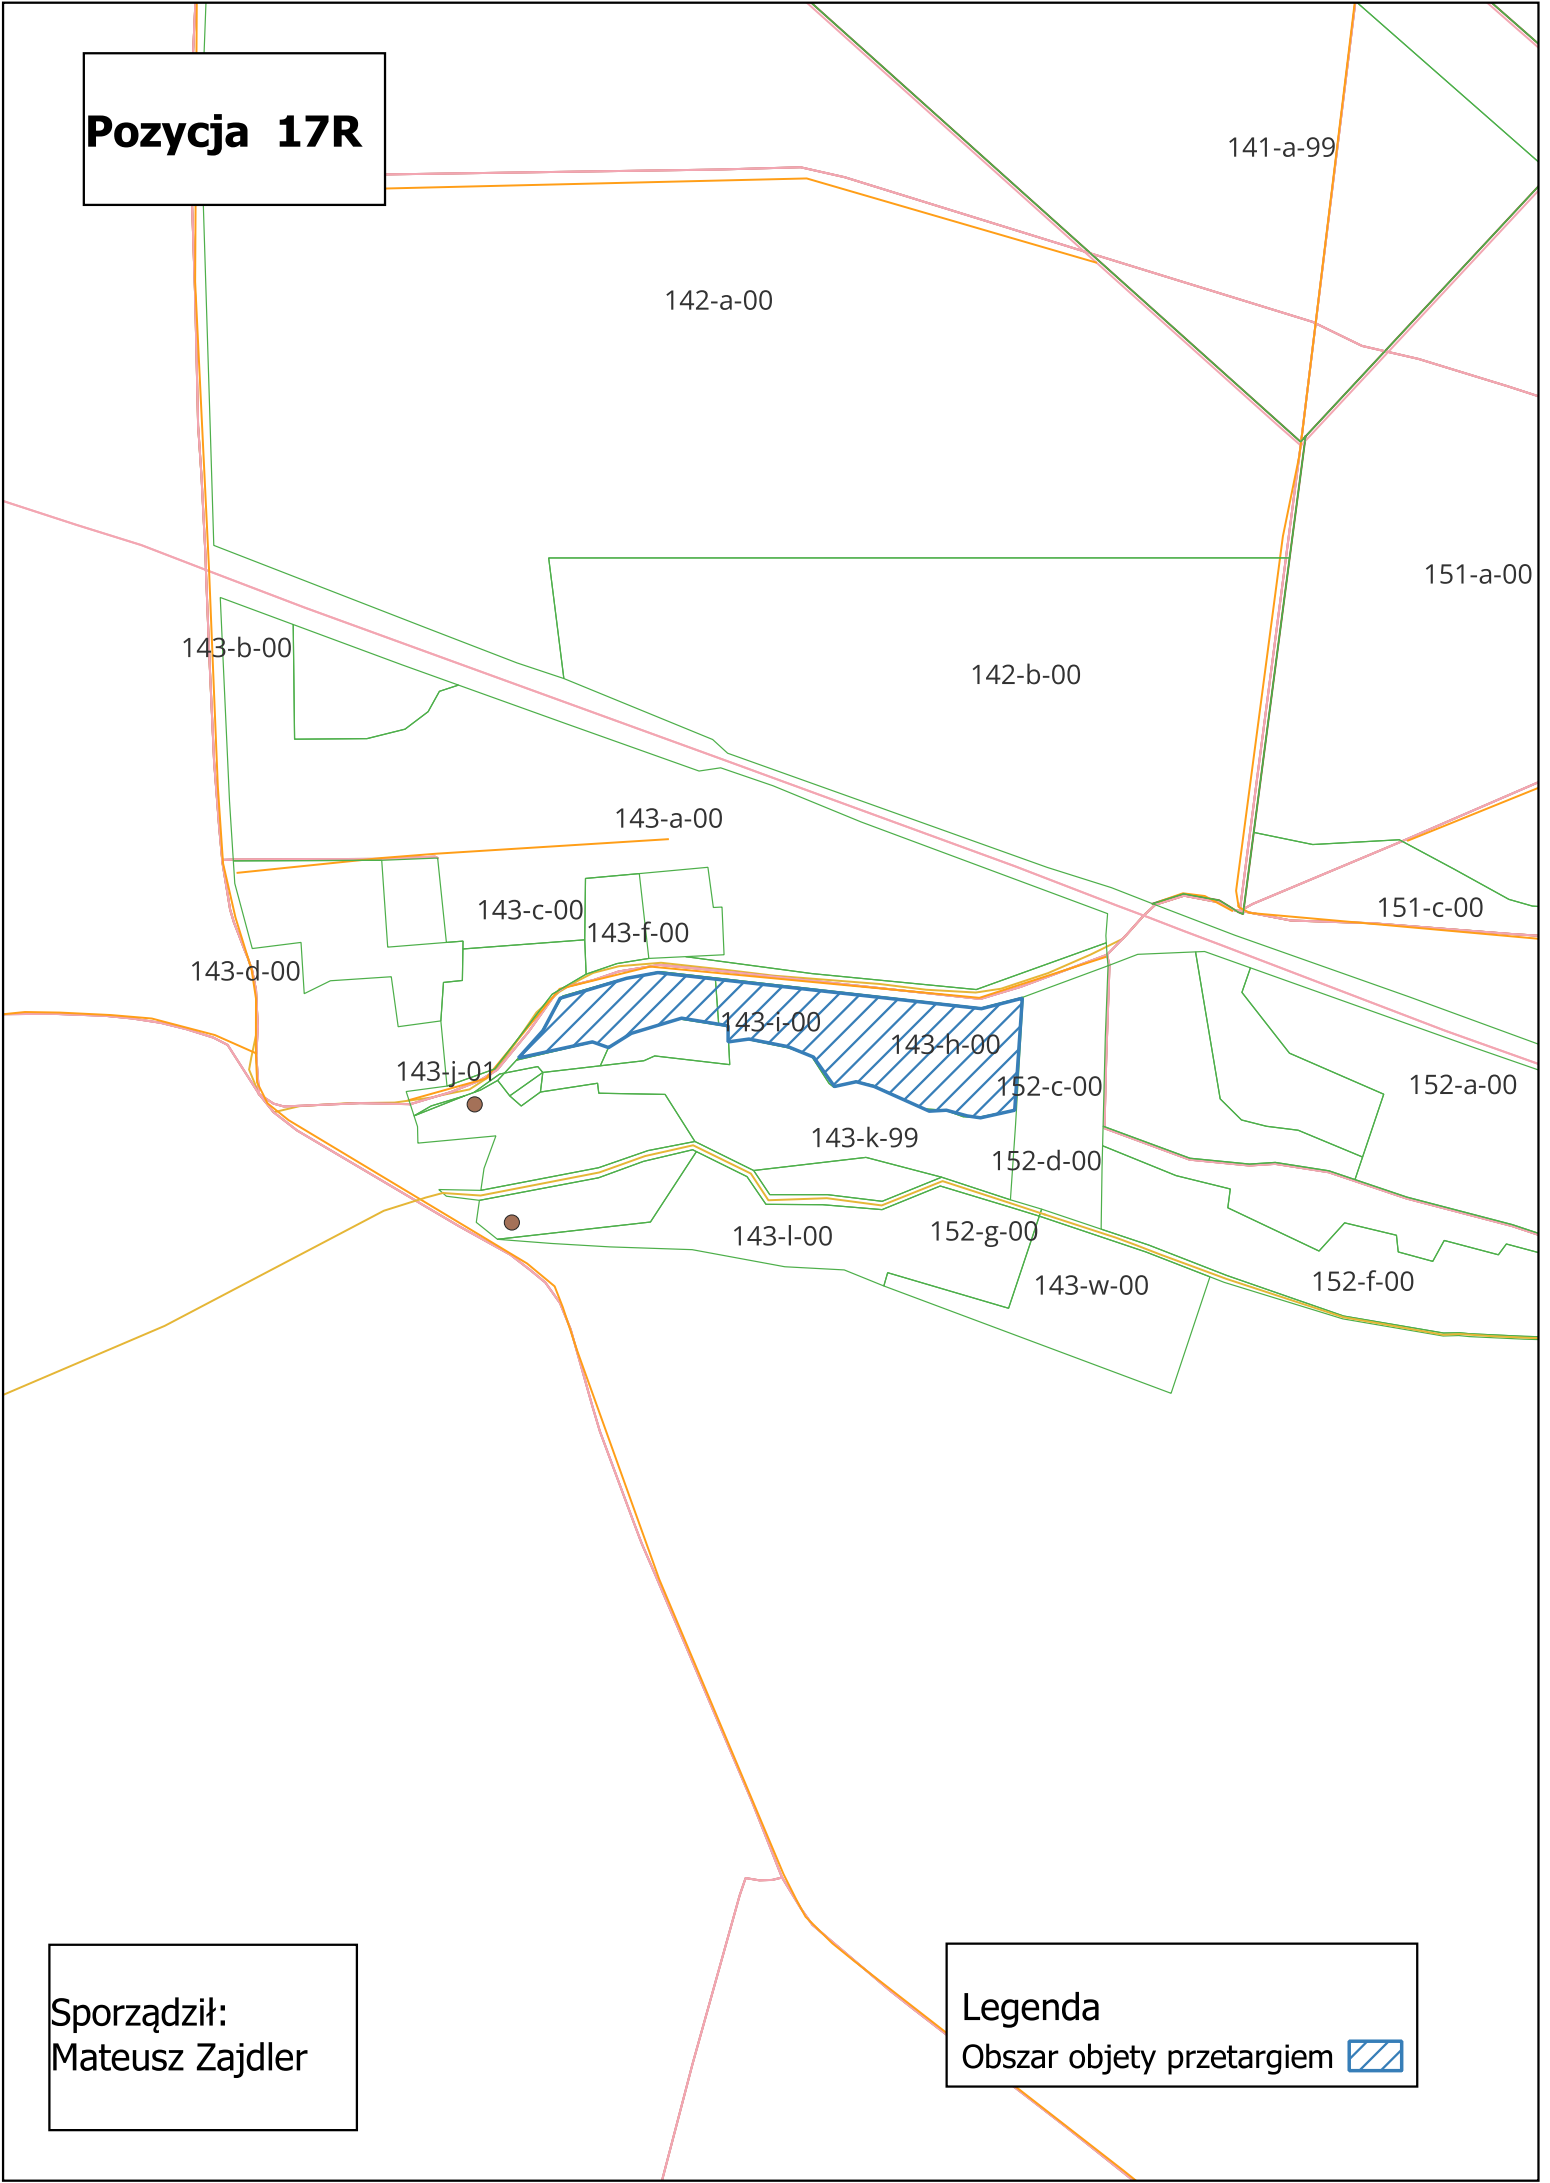 Pozycja 17R
141-a-99
142-a-00
151-a-00
143-b-00
142-b-00
143-a-00
143-c-00
151-c-00
143-f-00
143-d-00
143-i-00
143-h-00
143-j-01
152-c-00
152-a-00
143-k-99
152-d-00
143-l-00
152-g-00
143-w-00
152-f-00
Sporządził:
Mateusz Zajdler
Legenda
Obszar objety przetargiem